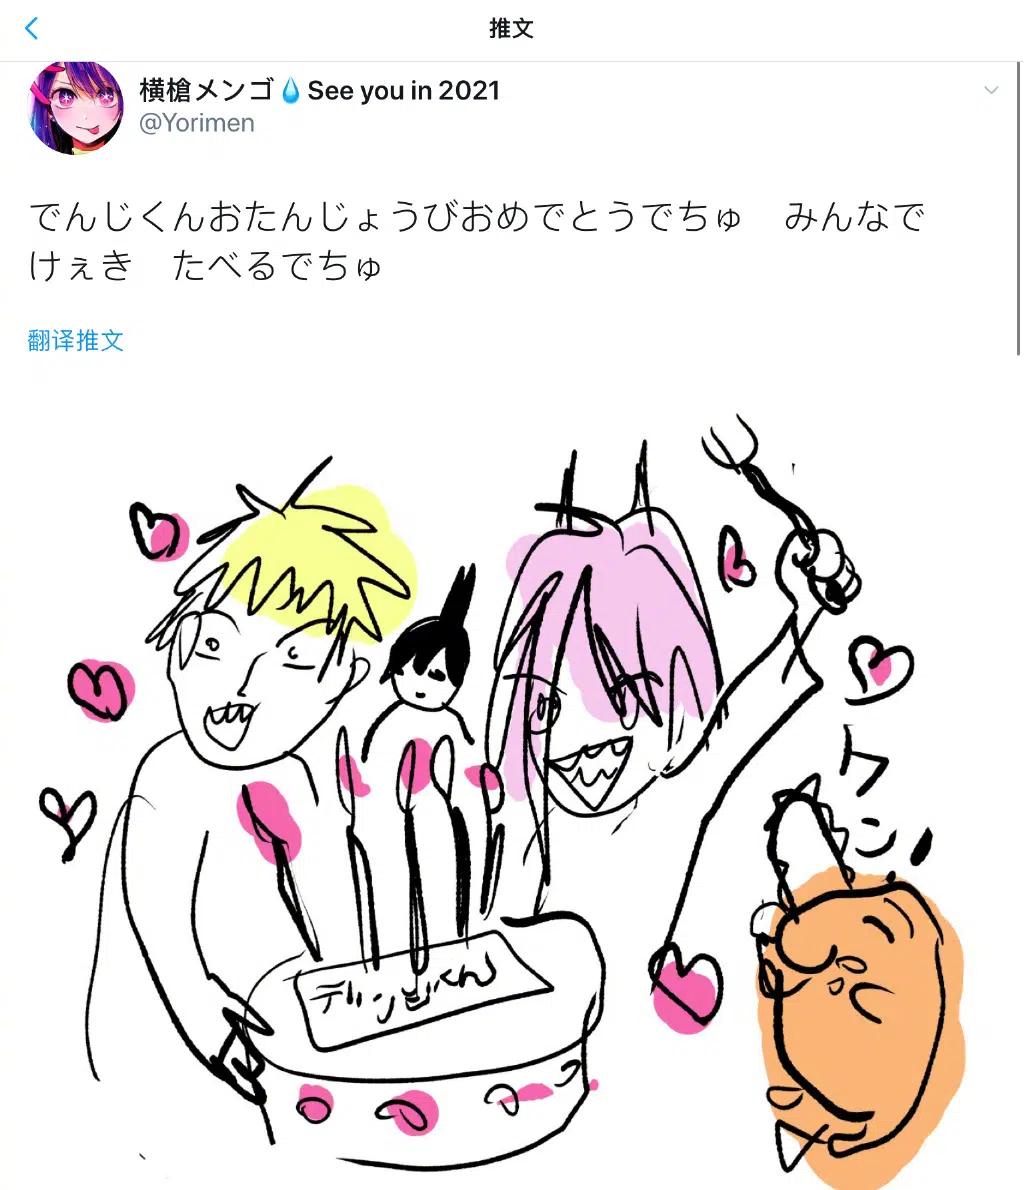 推文
横槍メンゴ💧See you in 2021
@Yorimen
でんじくんおたんじょうびおめでとうでちゅ　みんなで
けぇき　たべるでちゅ
翻译推文
デンジくん
ケン!